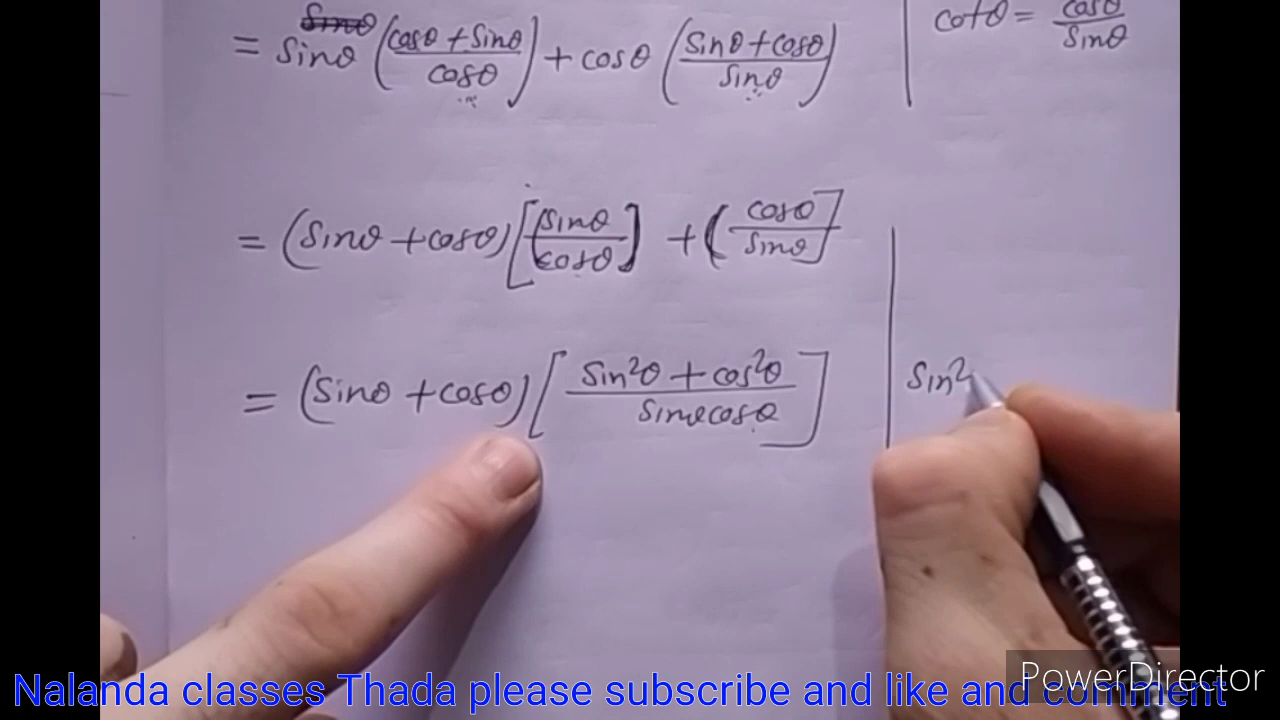 = sinθ (cosθ + sinθ / cosθ) + cosθ (sinθ + cosθ / sinθ)
cotθ = cosθ / sinθ
= (sinθ + cosθ) [(sinθ / cosθ) + (cosθ / sinθ]
= (sinθ + cosθ) [sin²θ + cos²θ / sinθcosθ]
sin²
PowerDirector
Nalanda classes Thada please subscribe and like and comment